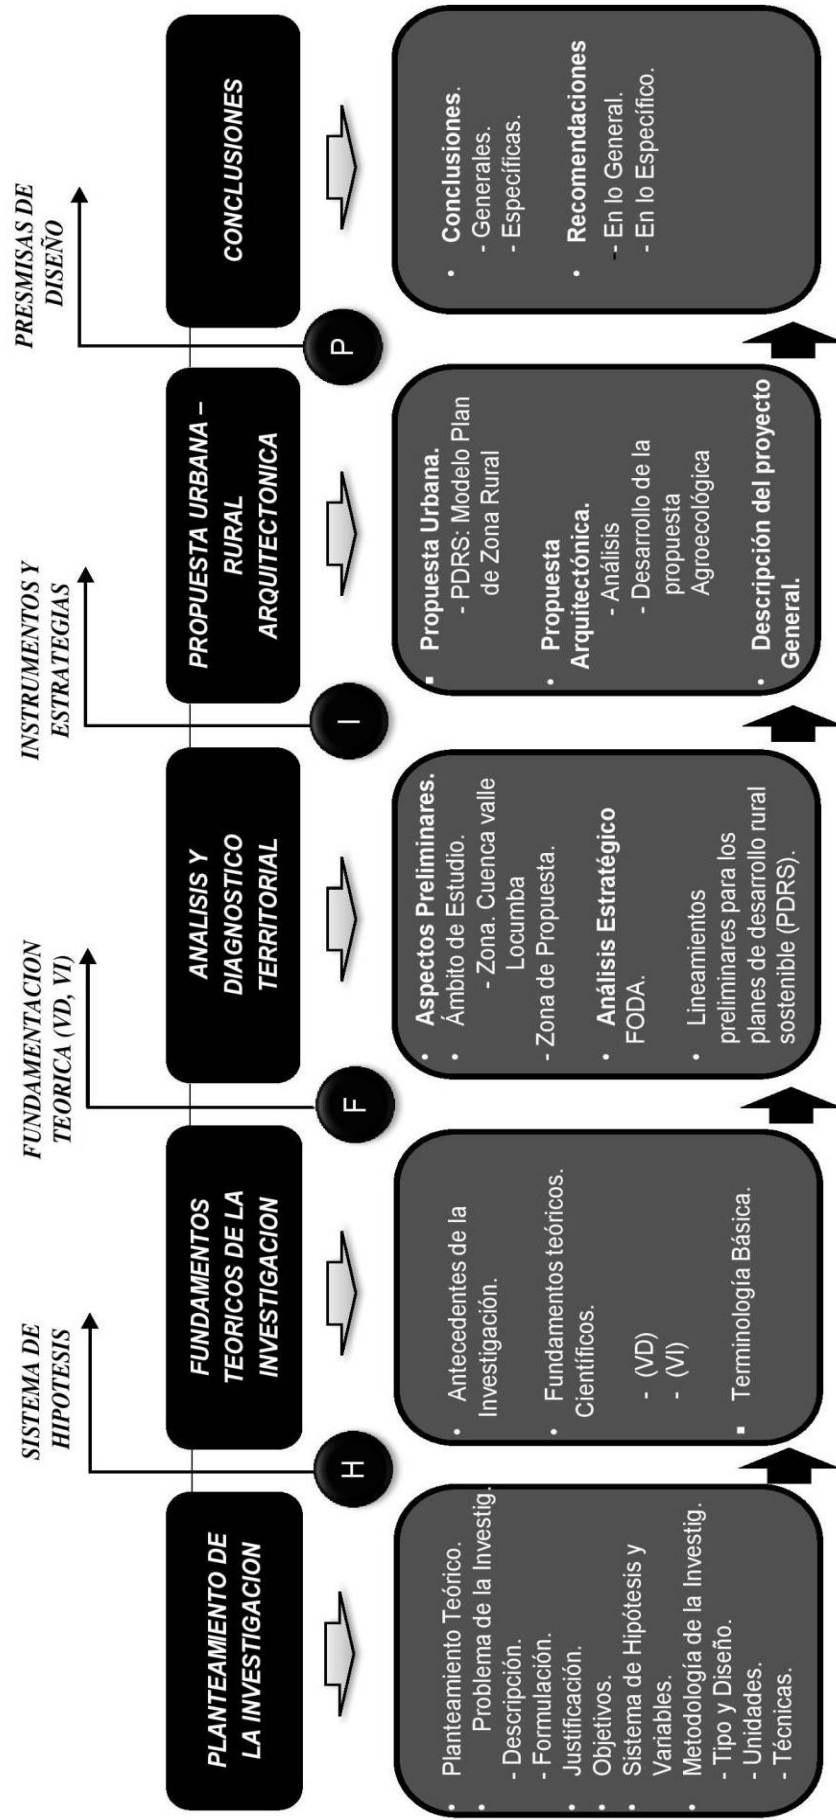 SISTEMA DE
HIPOTESIS
FUNDAMENTACION
TEORICA (VD, VI)
INSTRUMENTOS Y
ESTRATEGIAS
PRESMISAS DE
DISEÑO
PLANTEAMIENTO DE
LA INVESTIGACION
H
FUNDAMENTOS
TEORICOS DE LA
INVESTIGACION
F
ANALISIS Y
DIAGNOSTICO
TERRITORIAL
I
PROPUESTA URBANA –
RURAL
ARQUITECTONICA
P
CONCLUSIONES
• Planteamiento Teórico.
• Problema de la Investig.
- Descripción.
- Formulación.
• Justificación.
• Objetivos.
• Sistema de Hipótesis y
Variables.
• Metodología de la Investig.
- Tipo y Diseño.
- Unidades.
- Técnicas.
• Antecedentes de la
Investigación.
• Fundamentos teóricos.
Científicos.
- (VD)
- (VI)
▪ Terminología Básica.
• Aspectos Preliminares.
• Ámbito de Estudio.
- Zona. Cuenca valle
Locumba
- Zona de Propuesta.
• Análisis Estratégico
FODA.
• Lineamientos
preliminares para los
planes de desarrollo rural
sostenible (PDRS).
▪ Propuesta Urbana.
- PDRS: Modelo Plan
de Zona Rural
• Propuesta
Arquitectónica.
- Análisis
- Desarrollo de la
propuesta
Agroecológica
• Descripción del proyecto
General.
• Conclusiones.
- Generales.
- Específicas.
• Recomendaciones
-- En lo General.
- En lo Específico.